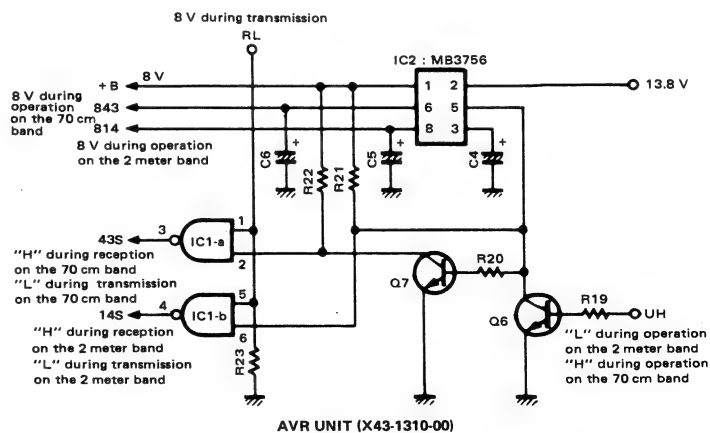 8 V during transmission
RL
IC2 : MB3756
+B
8 V
1
2
13.8 V
8 V during
operation
on the 70 cm
band
843
6
5
814
8
3
8 V during operation
on the 2 meter band
+
C6
+
C5
+
C4
R22
R21
43S
3
IC1-a
1
2
"H" during reception
on the 70 cm band
"L" during transmission
on the 70 cm band
14S
4
IC1-b
5
6
"H" during reception
on the 2 meter band
"L" during transmission
on the 2 meter band
R23
Q7
R20
Q6
R19
UH
"L" during operation
on the 2 meter band
"H" during operation
on the 70 cm band
AVR UNIT (X43-1310-00)